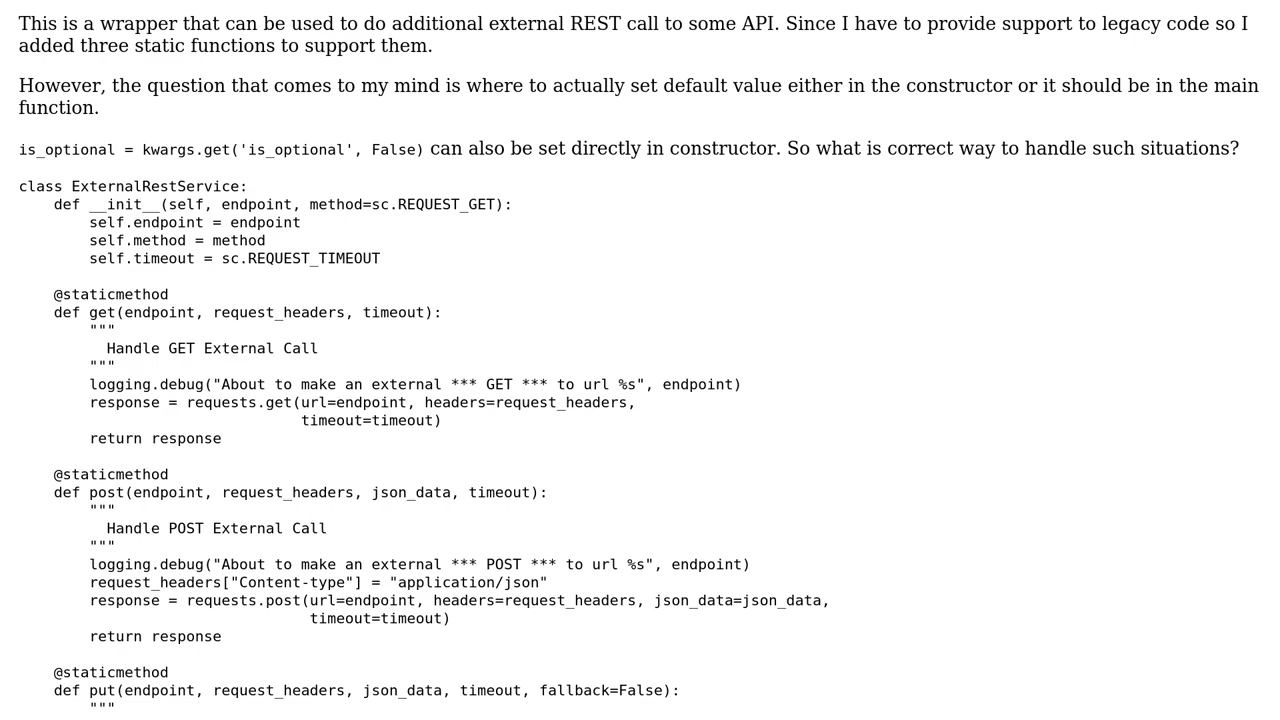 This is a wrapper that can be used to do additional external REST call to some API. Since I have to provide support to legacy code so I
added three static functions to support them.
However, the question that comes to my mind is where to actually set default value either in the constructor or it should be in the main
function.
is_optional = kwargs.get('is_optional', False) can also be set directly in constructor. So what is correct way to handle such situations?
class ExternalRestService:
    def __init__(self, endpoint, method=sc.REQUEST_GET):
        self.endpoint = endpoint
        self.method = method
        self.timeout = sc.REQUEST_TIMEOUT
    @staticmethod
    def get(endpoint, request_headers, timeout):
        """
          Handle GET External Call
        """
        logging.debug("About to make an external *** GET *** to url %s", endpoint)
        response = requests.get(url=endpoint, headers=request_headers,
                                timeout=timeout)
        return response
    @staticmethod
    def post(endpoint, request_headers, json_data, timeout):
        """
          Handle POST External Call
        """
        logging.debug("About to make an external *** POST *** to url %s", endpoint)
        request_headers["Content-type"] = "application/json"
        response = requests.post(url=endpoint, headers=request_headers, json_data=json_data,
                                 timeout=timeout)
        return response
    @staticmethod
    def put(endpoint, request_headers, json_data, timeout, fallback=False):
        """